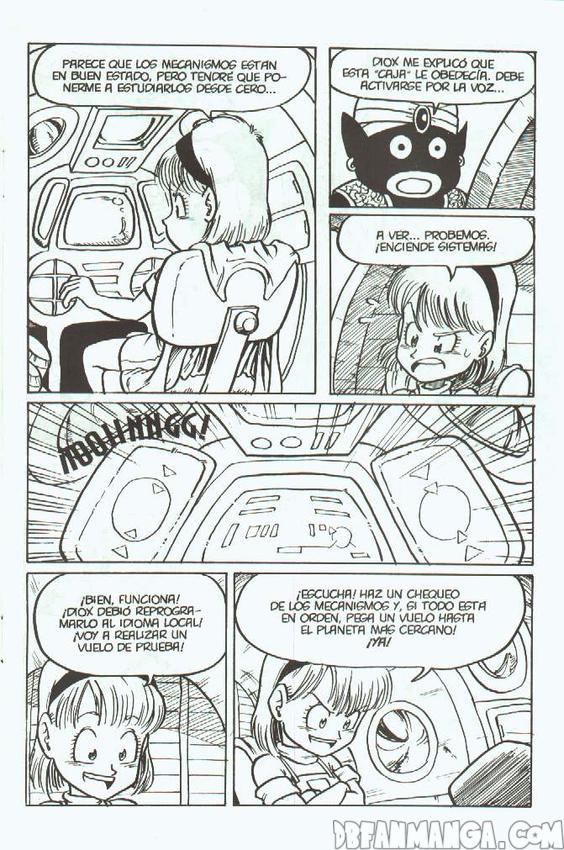 PARECE QUE LOS MECANISMOS ESTAN
EN BUEN ESTADO, PERO TENDRÉ QUE PO-
NERME A ESTUDIARLOS DESDE CERO...
DIOX ME EXPLICÓ QUE
ESTA "CAJA" LE OBEDECÍA. DEBE
ACTIVARSE POR LA VOZ...
A VER... PROBEMOS.
¡ENCIENDE SISTEMAS!
¡BIEN, FUNCIONA!
¡DIOX DEBIÓ REPROGRA-
MARLO AL IDIOMA LOCAL!
¡VOY A REALIZAR UN
VUELO DE PRUEBA!
¡ESCUCHA! HAZ UN CHEQUEO
DE LOS MECANISMOS Y, SI TODO ESTA
EN ORDEN, PEGA UN VUELO HASTA
EL PLANETA MAS CERCANO!
¡YA!
DBFANMANGA.COM